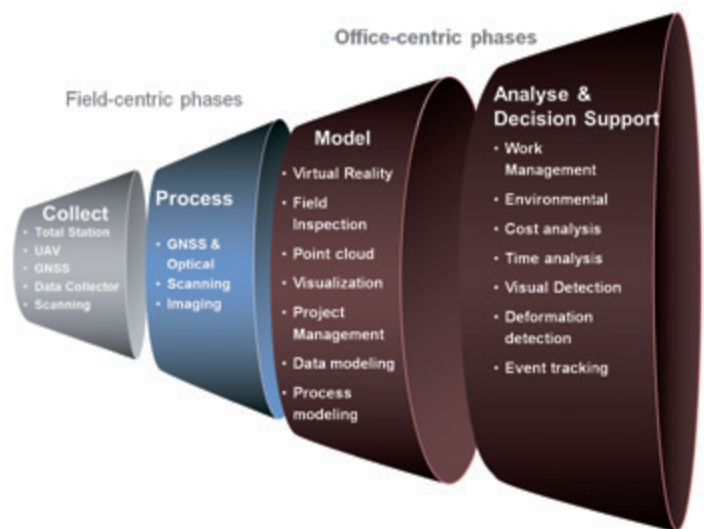 Office-centric phases
Field-centric phases
Collect
• Total Station
• UAV
• GNSS
• Data Collector
• Scanning
Process
• GNSS &
Optical
• Scanning
• Imaging
Model
• Virtual Reality
• Field
Inspection
• Point cloud
• Visualization
• Project
Management
• Data modeling
• Process
modeling
Analyse &
Decision Support
• Work
Management
• Environmental
• Cost analysis
• Time analysis
• Visual Detection
• Deformation
detection
• Event tracking